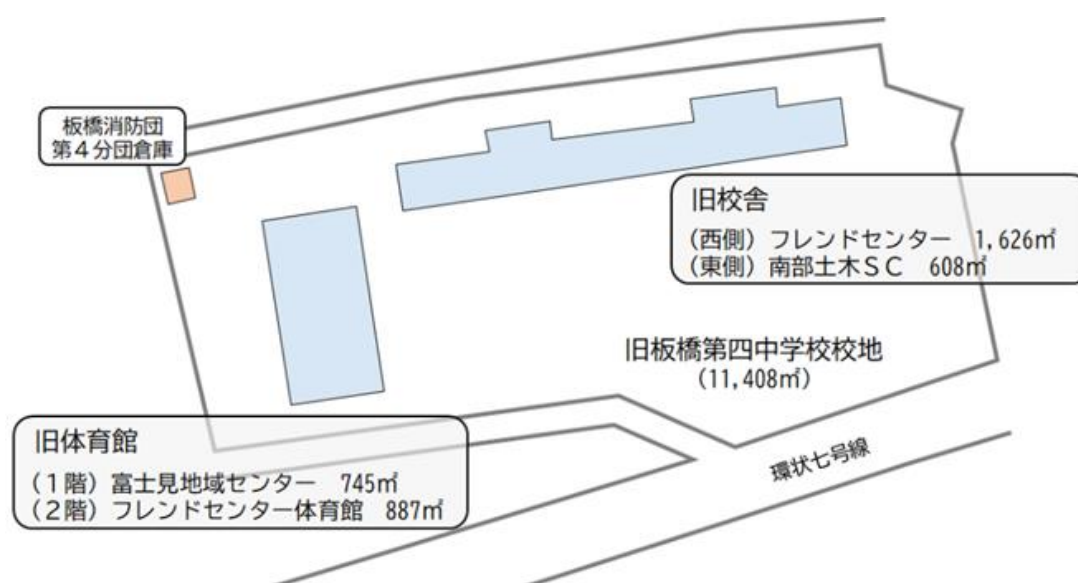 板橋消防団
第４分団倉庫
旧校舎
（西側）フレンドセンター　1,626㎡
（東側）南部土木ＳＣ　608㎡
旧板橋第四中学校校地
（11,408㎡）
環状七号線
旧体育館
（１階）富士見地域センター　745㎡
（２階）フレンドセンター体育館　887㎡